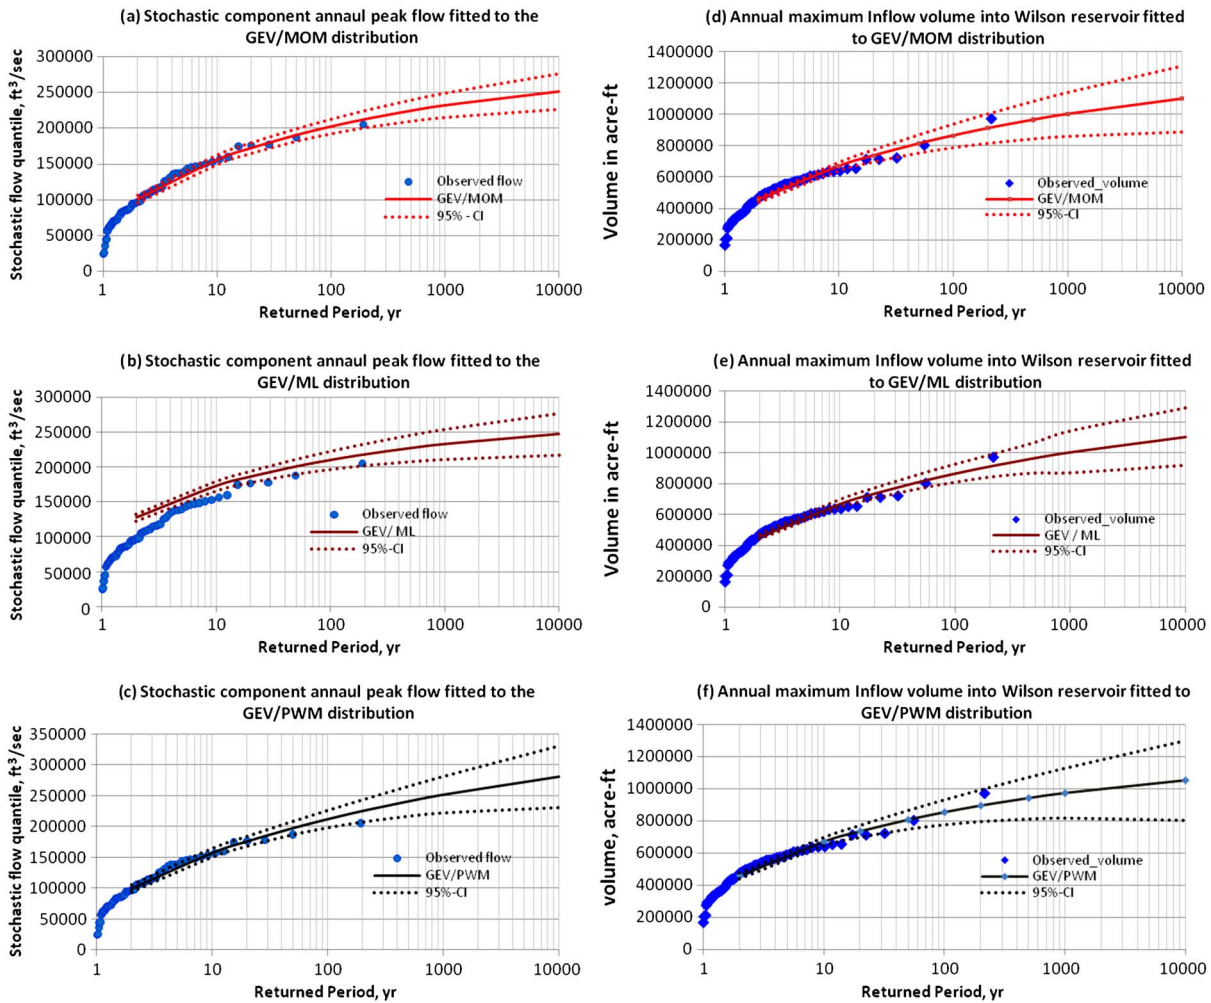 (a) Stochastic component annaul peak flow fitted to the
GEV/MOM distribution
Stochastic flow quantile, ft³/sec
300000
250000
200000
150000
100000
50000
0
Observed flow
GEV/MOM
95% - CI
1 10 100 1000 10000
Returned Period, yr
(d) Annual maximum Inflow volume into Wilson reservoir fitted
to GEV/MOM distribution
Volume in acre-ft
1400000
1200000
1000000
800000
600000
400000
200000
0
Observed_volume
GEV/MOM
95%-CI
1 10 100 1000 10000
Returned Period, yr
(b) Stochastic component annaul peak flow fitted to the
GEV/ML distribution
Stochastic flow quantile, ft³/sec
300000
250000
200000
150000
100000
50000
0
Observed flow
GEV/ ML
95%-CI
1 10 100 1000 10000
Returned Period, yr
(e) Annual maximum Inflow volume into Wilson reservoir fitted
to GEV/ML distribution
Volume in acre-ft
1400000
1200000
1000000
800000
600000
400000
200000
0
Observed_volume
GEV / ML
95%-CI
1 10 100 1000 10000
Returned Period, yr
(c) Stochastic component annaul peak flow fitted to the
GEV/PWM distribution
Stochastic flow quantile, ft³/sec
350000
300000
250000
200000
150000
100000
50000
0
Observed flow
GEV/PWM
95%-CI
1 10 100 1000 10000
Returned Period, yr
(f) Annual maximum Inflow volume into Wilson reservoir fitted to
GEV/PWM distribution
volume, acre-ft
1400000
1200000
1000000
800000
600000
400000
200000
0
Observed_volume
GEV/PWM
95%-CI
1 10 100 1000 10000
Returned Period, yr